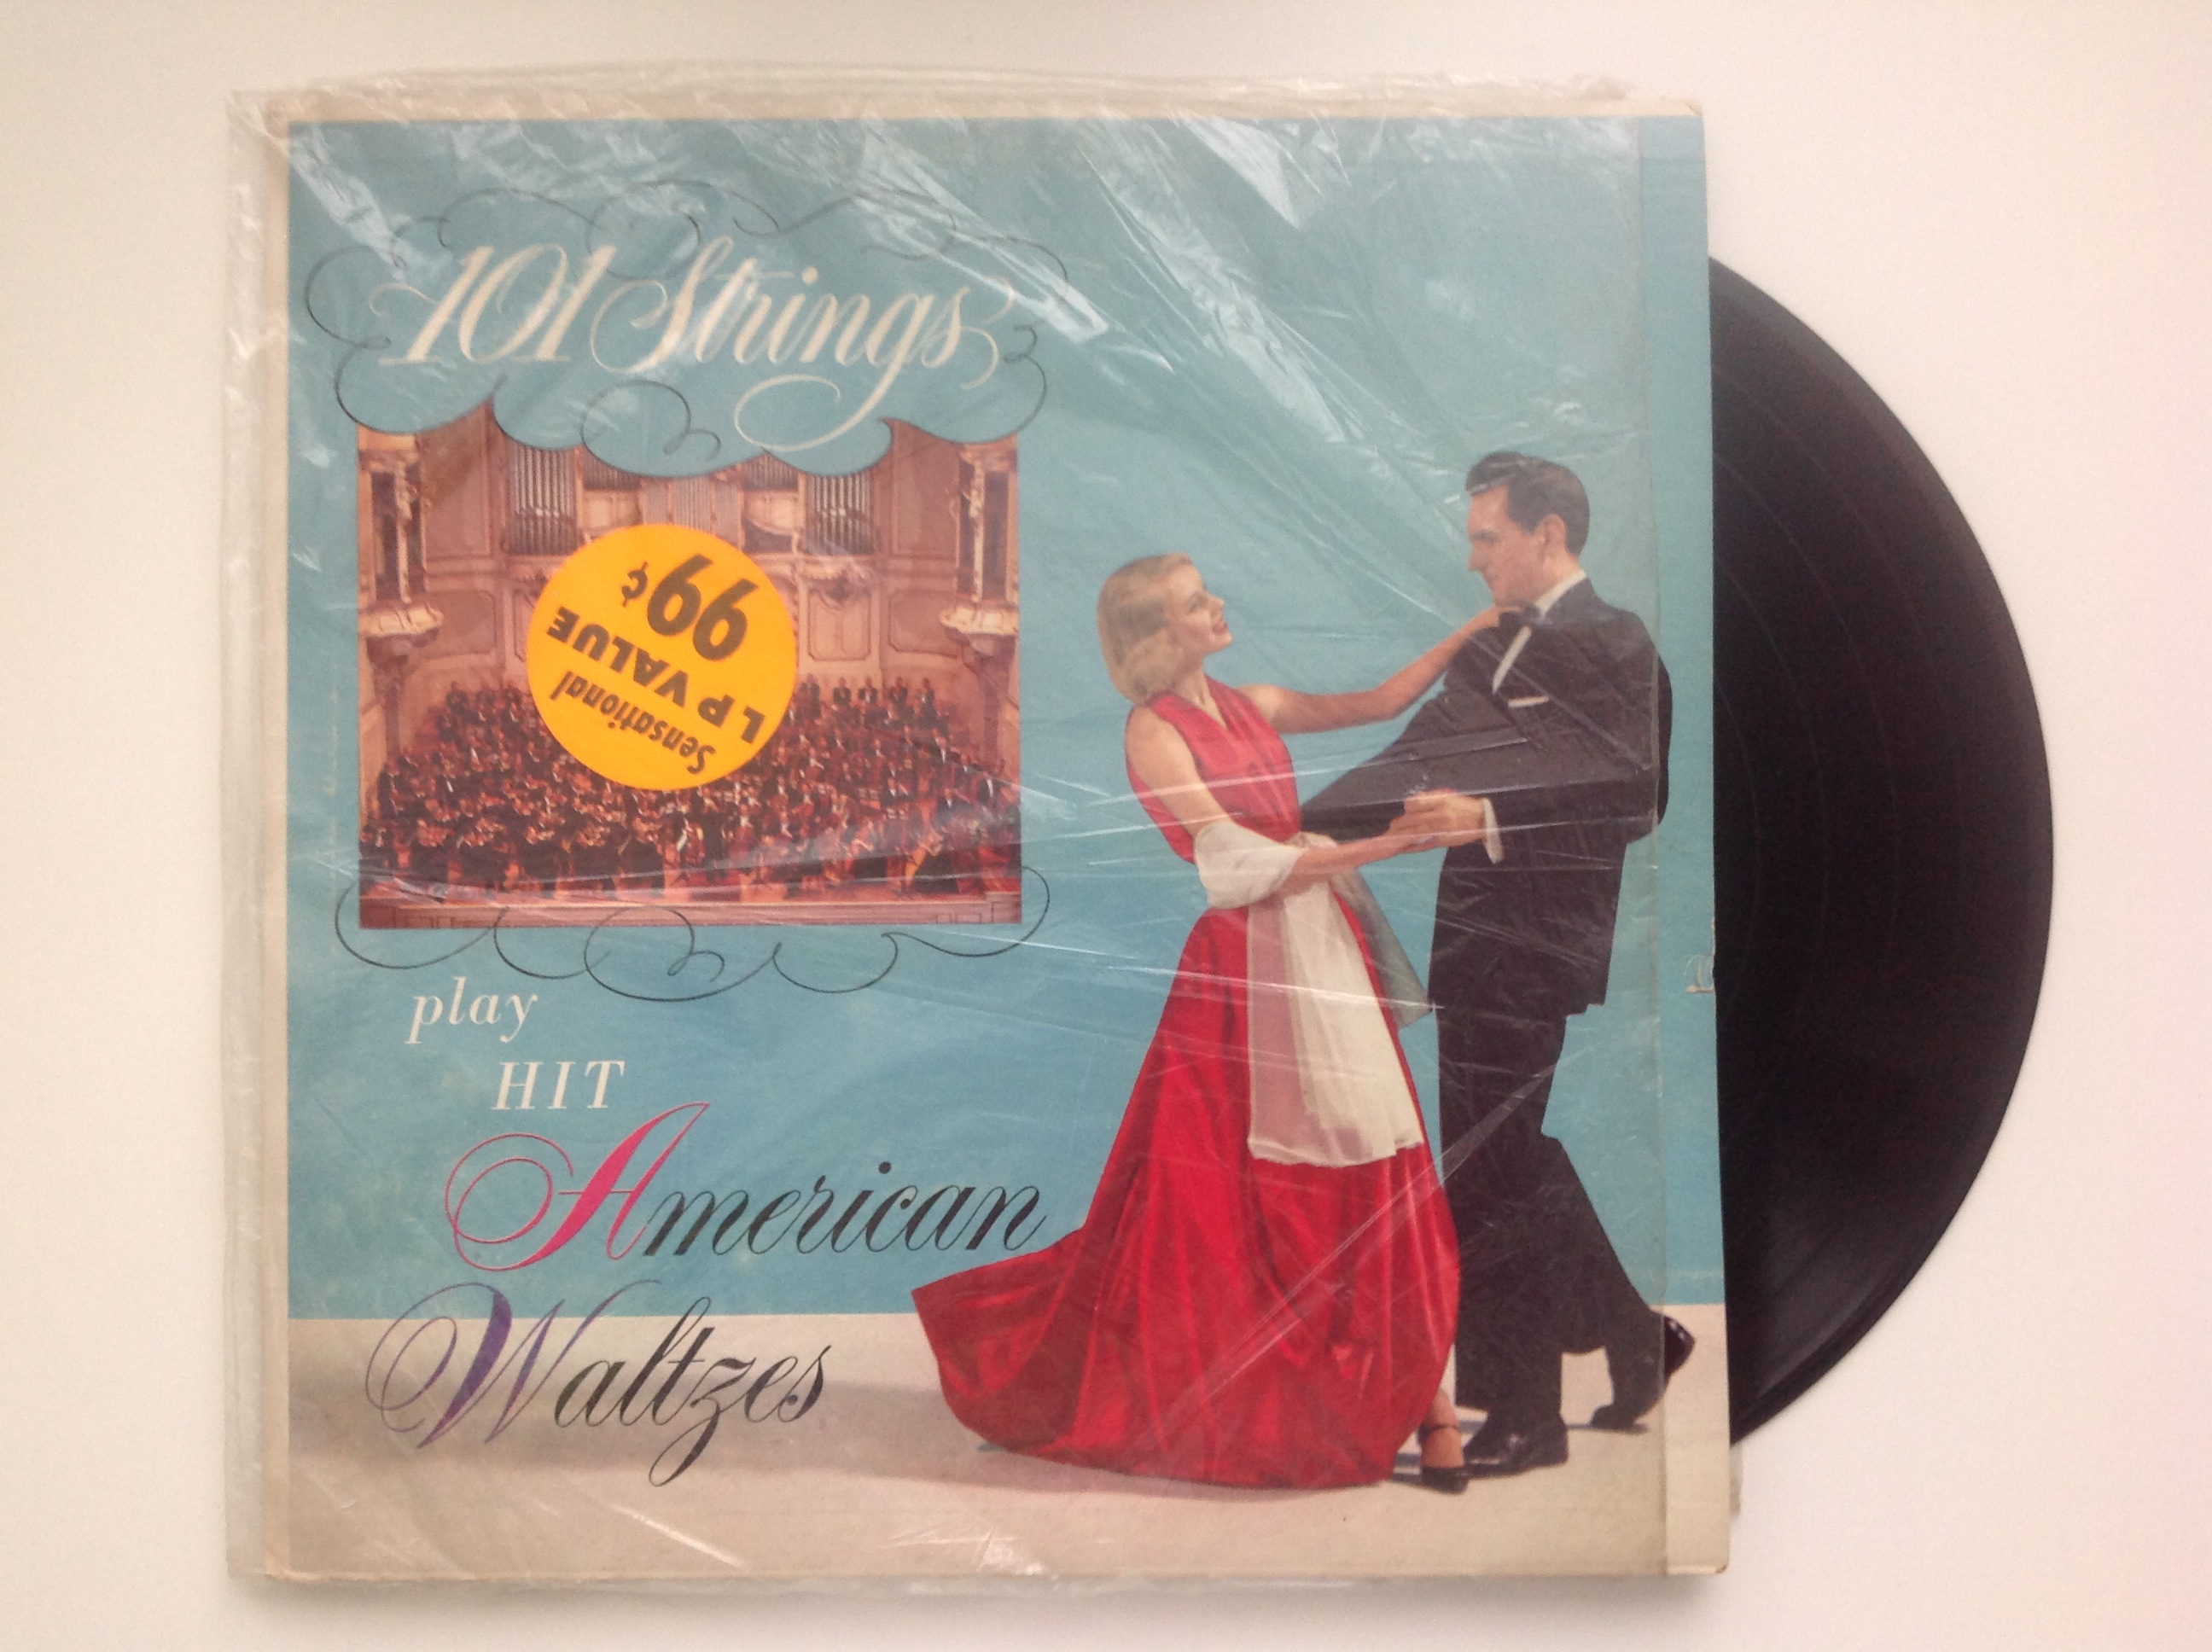 101 Strings
Sensational
LP VALUE
99¢
play
HIT
American
Waltzes